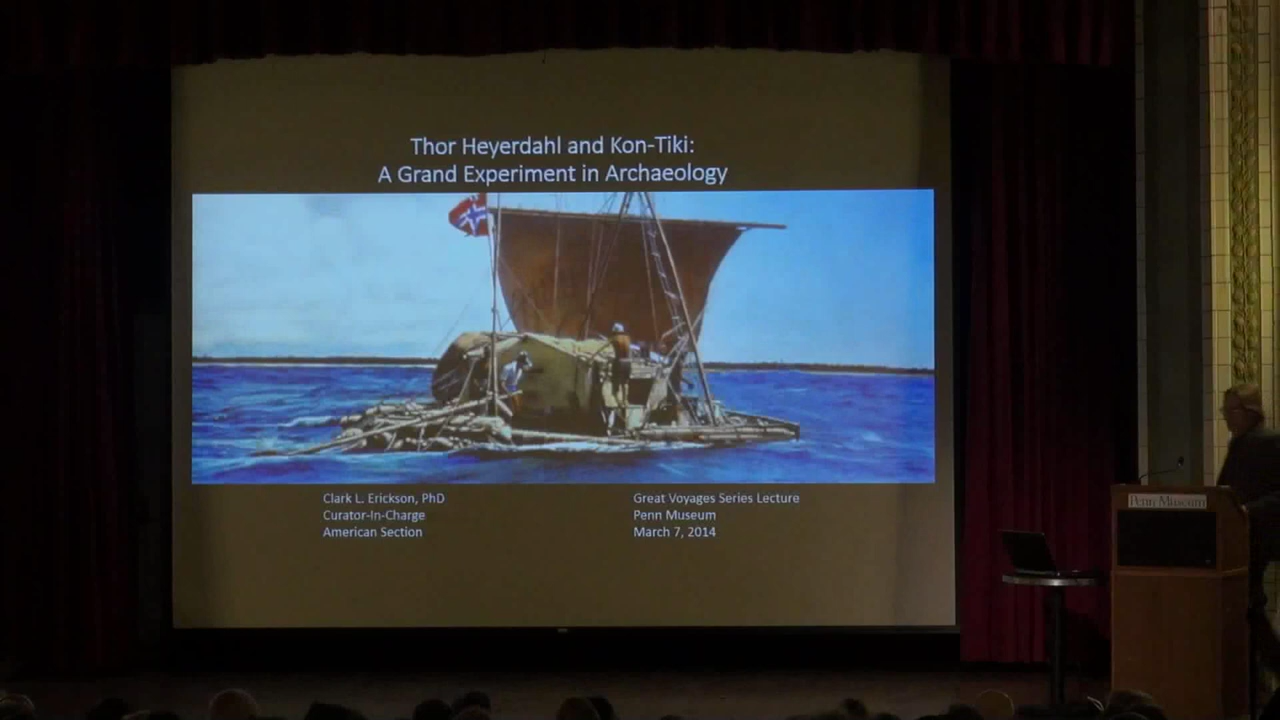 Thor Heyerdahl and Kon-Tiki:
A Grand Experiment in Archaeology
Clark L. Erickson, PhD
Curator-In-Charge
American Section
Great Voyages Series Lecture
Penn Museum
March 7, 2014
Penn Museum